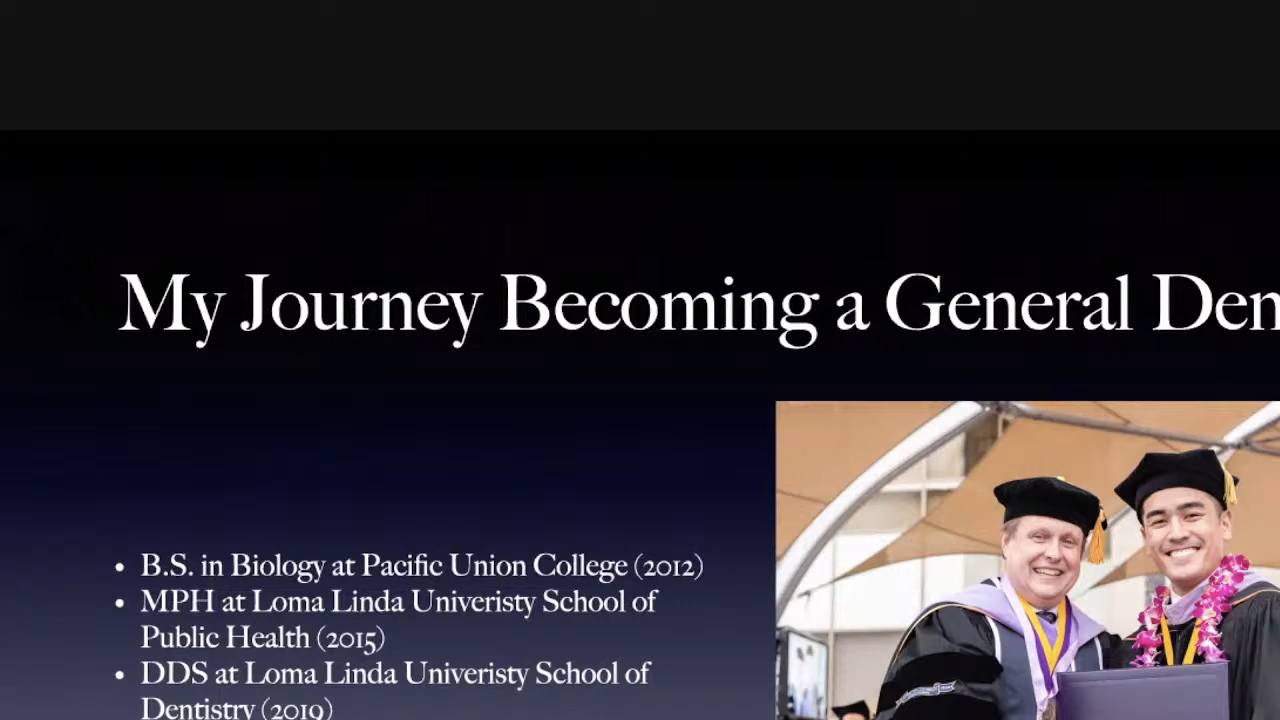 My Journey Becoming a General Den
• B.S. in Biology at Pacific Union College (2012)
• MPH at Loma Linda Univeristy School of
Public Health (2015)
• DDS at Loma Linda Univeristy School of
Dentistry (2019)